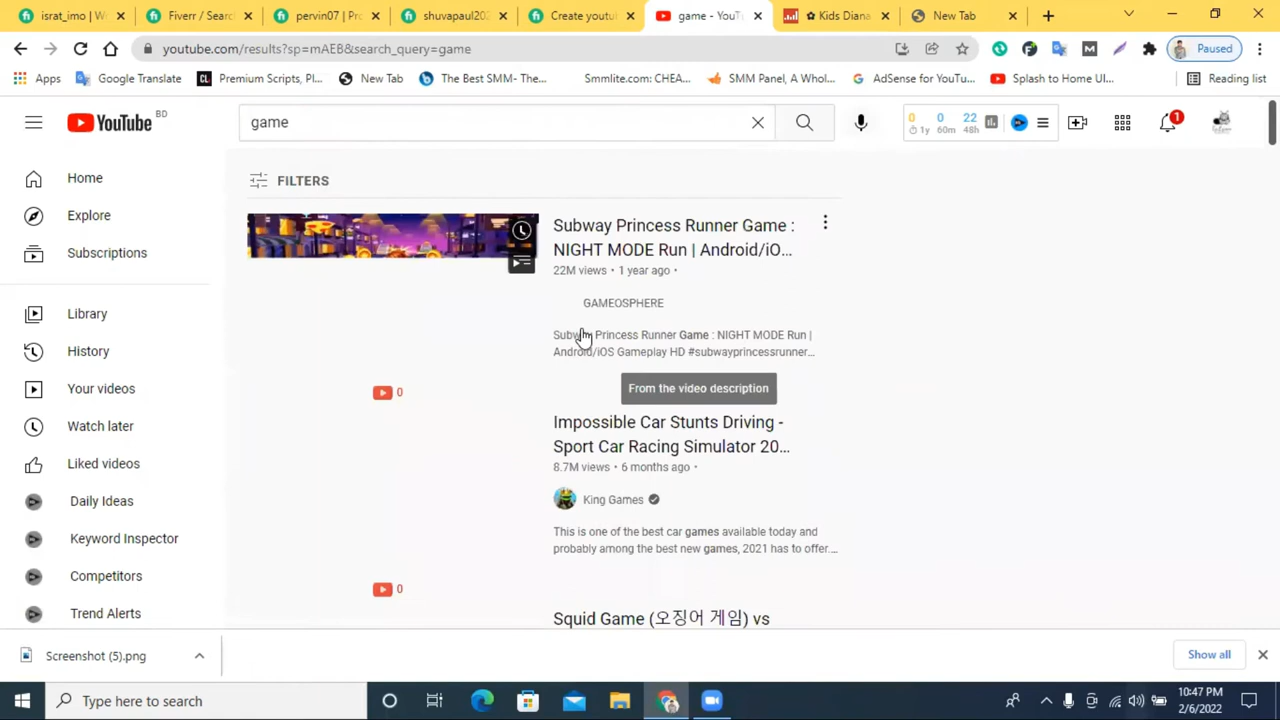 israt_imo | W
Fiverr / Searc
pervin07 | Pro
shuvapaul202
Create youtu
game - YouT
✿ Kids Diana
New Tab
youtube.com/results?sp=mAEB&search_query=game
Paused
Apps
Google Translate
Premium Scripts, Pl...
New Tab
The Best SMM- The...
Smmlite.com: CHEA...
SMM Panel, A Whol...
AdSense for YouTu...
Splash to Home UI...
Reading list
YouTube BD
game
0 0 22
1y 60m 48h
1
FILTERS
Home
Explore
Subscriptions
Library
History
Your videos
Watch later
Liked videos
Daily Ideas
Keyword Inspector
Competitors
Trend Alerts
Subway Princess Runner Game :
NIGHT MODE Run | Android/iO...
22M views • 1 year ago •
GAMEOSPHERE
Subway Princess Runner Game : NIGHT MODE Run |
Android/iOS Gameplay HD #subwayprincessrunner...
From the video description
0
Impossible Car Stunts Driving -
Sport Car Racing Simulator 20...
8.7M views • 6 months ago •
King Games
This is one of the best car games available today and
probably among the best new games, 2021 has to offer....
0
Squid Game (오징어 게임) vs
Screenshot (5).png
Show all
Type here to search
10:47 PM
2/6/2022